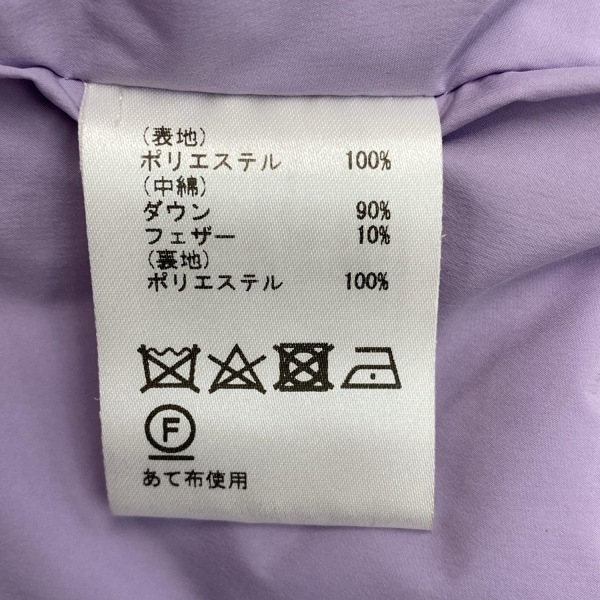 (表地)
ポリエステル 100%
(中綿)
ダウン 90%
フェザー 10%
(裏地)
ポリエステル 100%
F
あて布使用